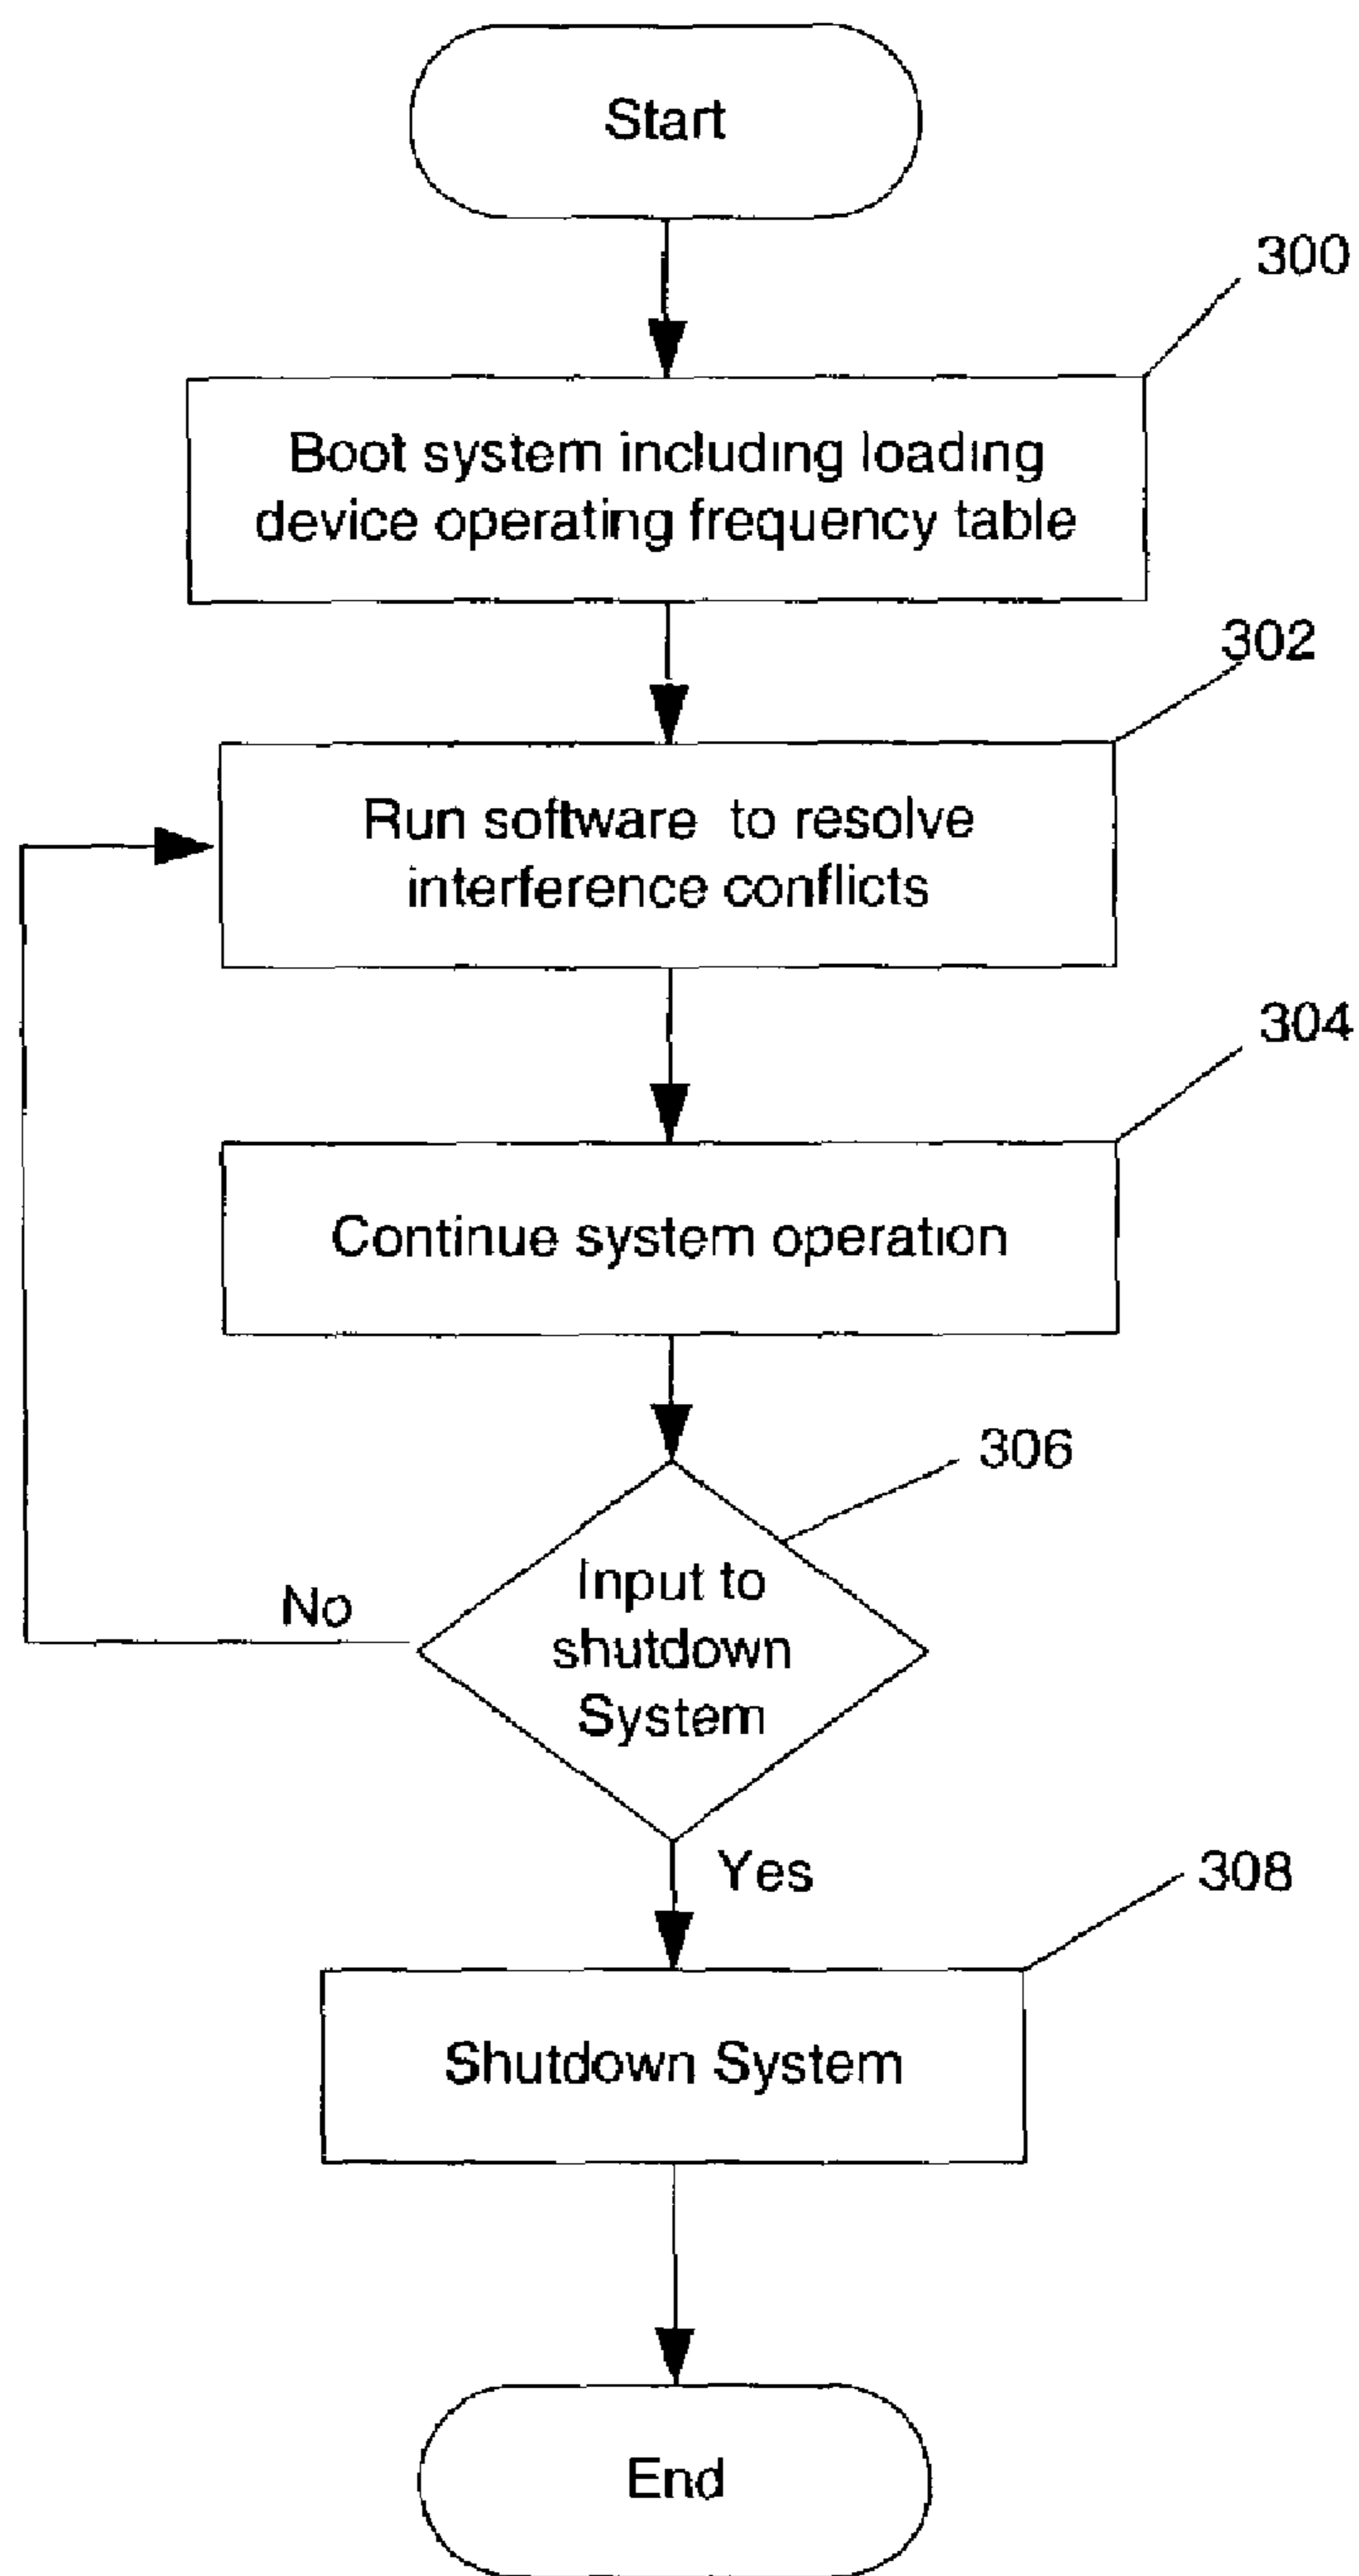 Start
300
Boot system including loading
device operating frequency table
302
Run software to resolve
interference conflicts
304
Continue system operation
306
Input to
shutdown
System
No
Yes
308
Shutdown System
End